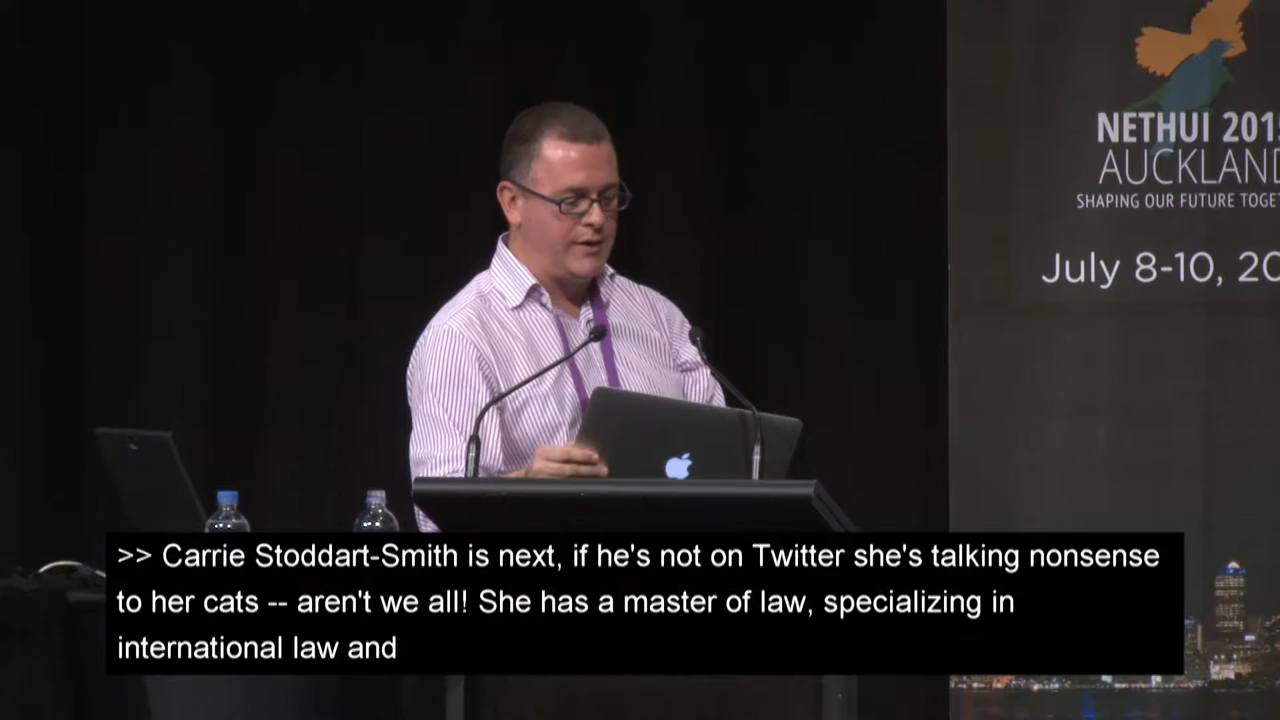 NETHUI 201
AUCKLAND
SHAPING OUR FUTURE TOGE
July 8-10, 20
>> Carrie Stoddart-Smith is next, if he's not on Twitter she's talking nonsense
to her cats -- aren't we all! She has a master of law, specializing in
international law and